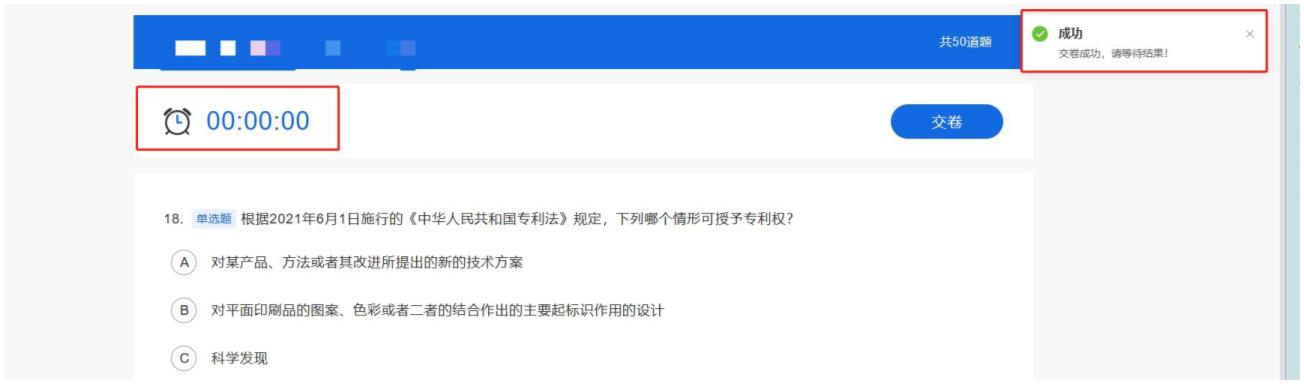 共50道题
成功
交卷成功，请等待结果！
00:00:00
交卷
18. 单选题 根据2021年6月1日施行的《中华人民共和国专利法》规定，下列哪个情形可授予专利权？
A 对某产品、方法或者其改进所提出的新的技术方案
B 对平面印刷品的图案、色彩或者二者的结合作出的主要起标识作用的设计
C 科学发现